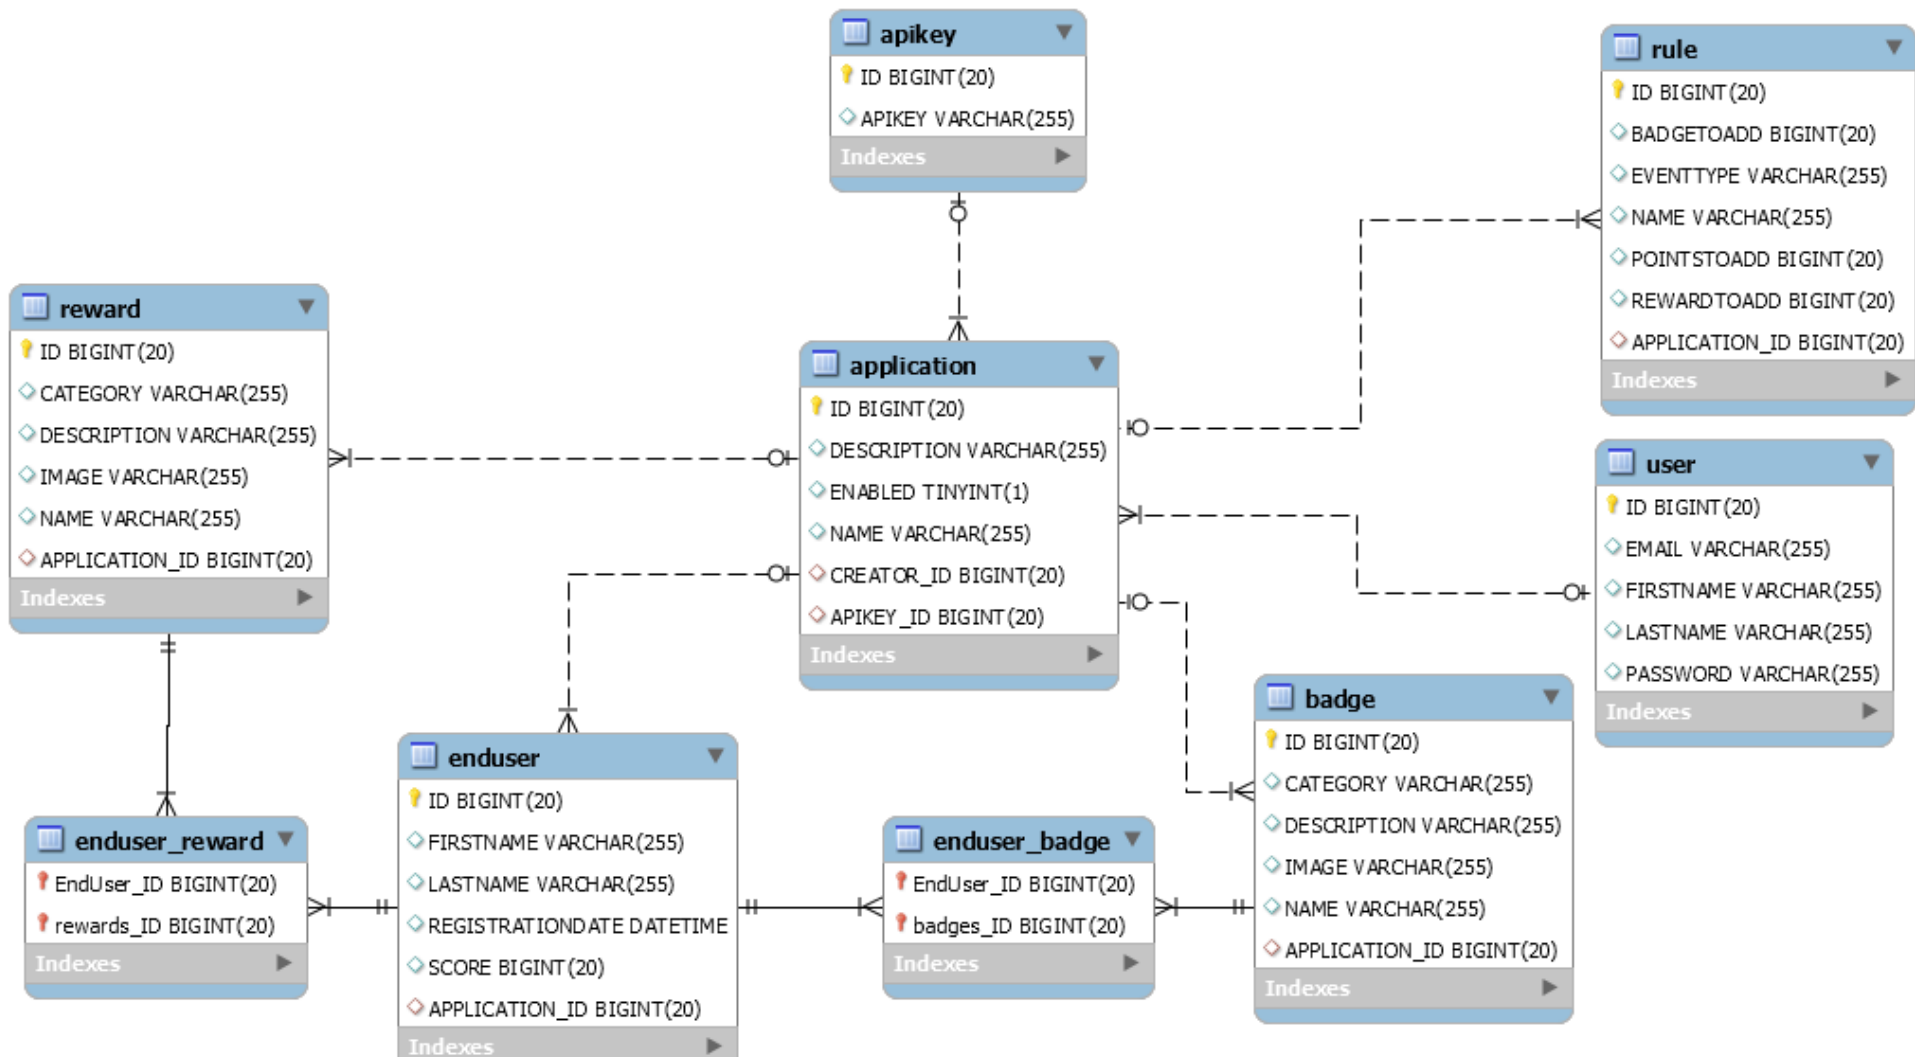 apikey
ID BIGINT(20)
APIKEY VARCHAR(255)
Indexes
rule
ID BIGINT(20)
BADGETOADD BIGINT(20)
EVENTTYPE VARCHAR(255)
NAME VARCHAR(255)
POINTSTOADD BIGINT(20)
REWARDTOADD BIGINT(20)
APPLICATION_ID BIGINT(20)
Indexes
reward
ID BIGINT(20)
CATEGORY VARCHAR(255)
DESCRIPTION VARCHAR(255)
IMAGE VARCHAR(255)
NAME VARCHAR(255)
APPLICATION_ID BIGINT(20)
Indexes
application
ID BIGINT(20)
DESCRIPTION VARCHAR(255)
ENABLED TINYINT(1)
NAME VARCHAR(255)
CREATOR_ID BIGINT(20)
APIKEY_ID BIGINT(20)
Indexes
user
ID BIGINT(20)
EMAIL VARCHAR(255)
FIRSTNAME VARCHAR(255)
LASTNAME VARCHAR(255)
PASSWORD VARCHAR(255)
Indexes
badge
ID BIGINT(20)
CATEGORY VARCHAR(255)
DESCRIPTION VARCHAR(255)
IMAGE VARCHAR(255)
NAME VARCHAR(255)
APPLICATION_ID BIGINT(20)
Indexes
enduser
ID BIGINT(20)
FIRSTNAME VARCHAR(255)
LASTNAME VARCHAR(255)
REGISTRATIONDATE DATETIME
SCORE BIGINT(20)
APPLICATION_ID BIGINT(20)
Indexes
enduser_reward
EndUser_ID BIGINT(20)
rewards_ID BIGINT(20)
Indexes
enduser_badge
EndUser_ID BIGINT(20)
badges_ID BIGINT(20)
Indexes